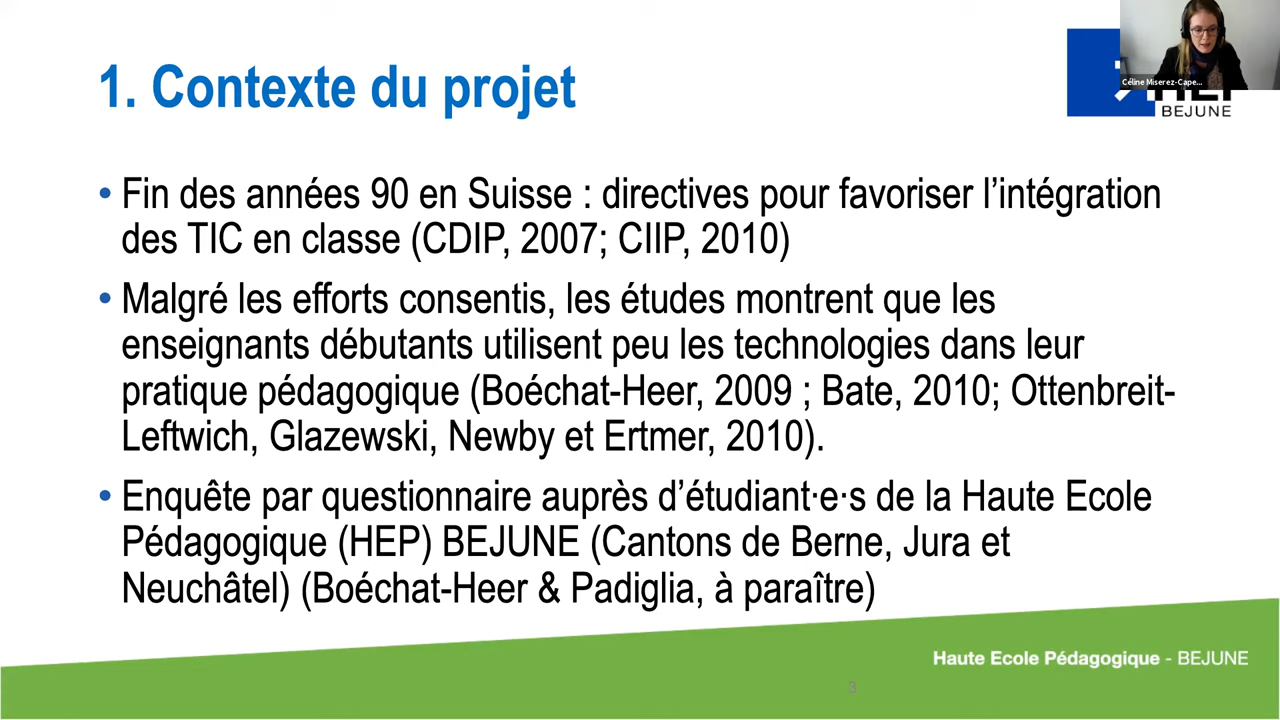 1. Contexte du projet
Céline Miserez-Cape...
BEJUNE
• Fin des années 90 en Suisse : directives pour favoriser l’intégration
des TIC en classe (CDIP, 2007; CIIP, 2010)
• Malgré les efforts consentis, les études montrent que les
enseignants débutants utilisent peu les technologies dans leur
pratique pédagogique (Boéchat-Heer, 2009 ; Bate, 2010; Ottenbreit-
Leftwich, Glazewski, Newby et Ertmer, 2010).
• Enquête par questionnaire auprès d’étudiant·e·s de la Haute Ecole
Pédagogique (HEP) BEJUNE (Cantons de Berne, Jura et
Neuchâtel) (Boéchat-Heer & Padiglia, à paraître)
Haute Ecole Pédagogique - BEJUNE
3